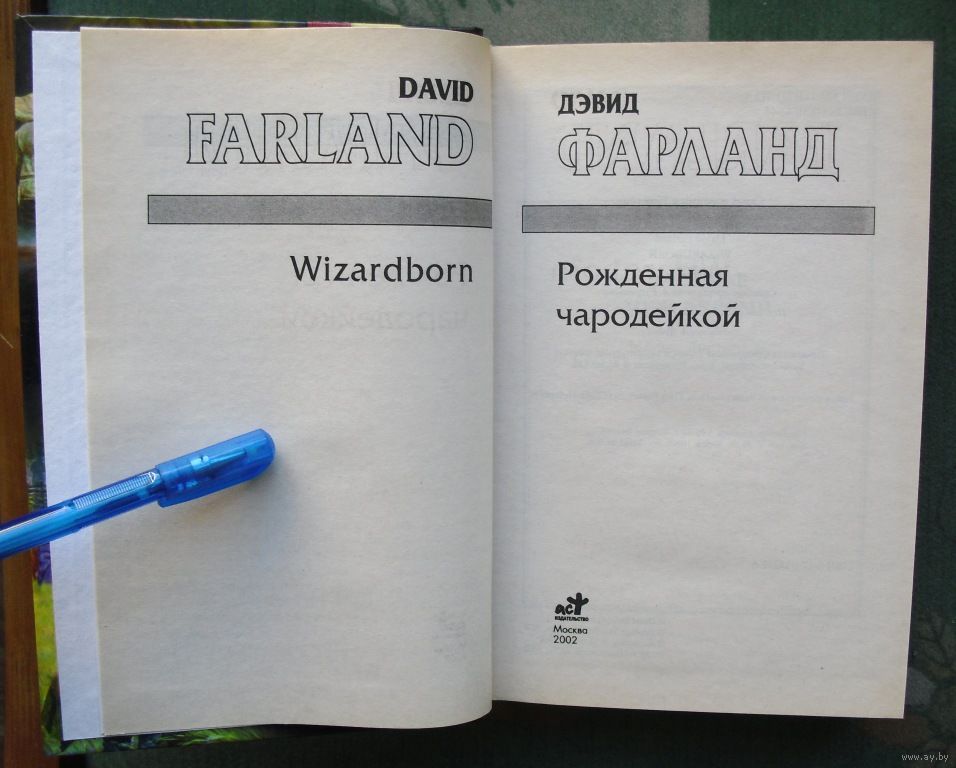 DAVID
FARLAND
Wizardborn
ДЭВИД
ФАРЛАНД
Рожденная
чародейкой
аст
ИЗДАТЕЛЬСТВО
Москва
2002
www.ay.by